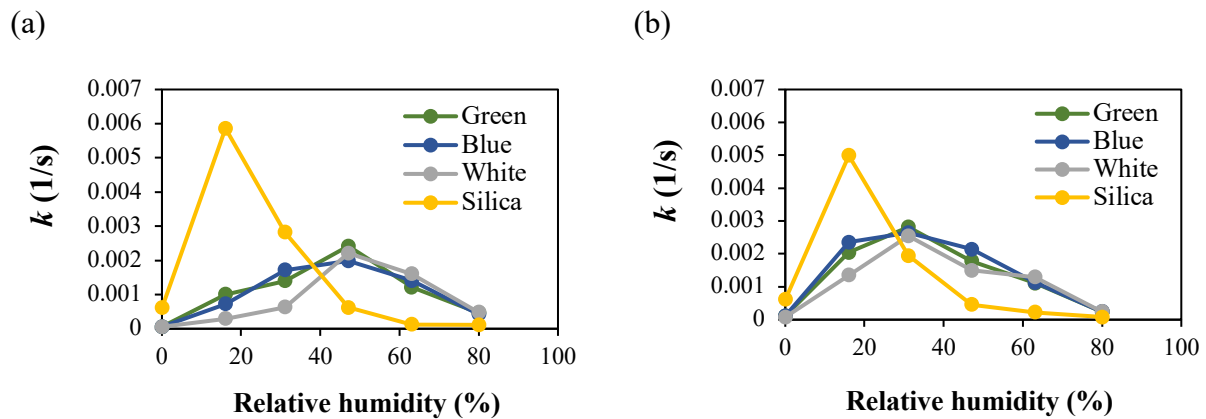 (a)
0.007
0.006
0.005
0.004
0.003
0.002
0.001
0
k (1/s)
Green
Blue
White
Silica
0 20 40 60 80 100
Relative humidity (%)
(b)
0.007
0.006
0.005
0.004
0.003
0.002
0.001
0
k (1/s)
Green
Blue
White
Silica
0 20 40 60 80 100
Relative humidity (%)